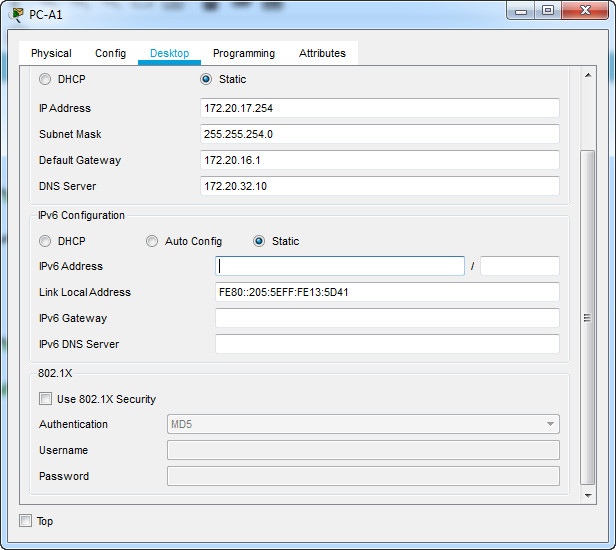 PC-A1
Physical Config Desktop Programming Attributes
DHCP Static
IP Address 172.20.17.254
Subnet Mask 255.255.254.0
Default Gateway 172.20.16.1
DNS Server 172.20.32.10
IPv6 Configuration
DHCP Auto Config Static
IPv6 Address /
Link Local Address FE80::205:5EFF:FE13:5D41
IPv6 Gateway
IPv6 DNS Server
802.1X
Use 802.1X Security
Authentication MD5
Username
Password
Top